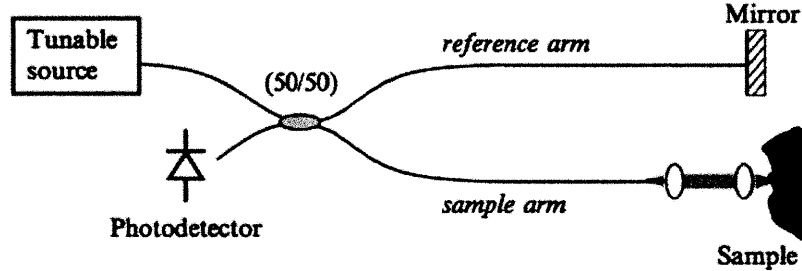 Mirror
Tunable
source
reference arm
(50/50)
sample arm
Photodetector
Sample